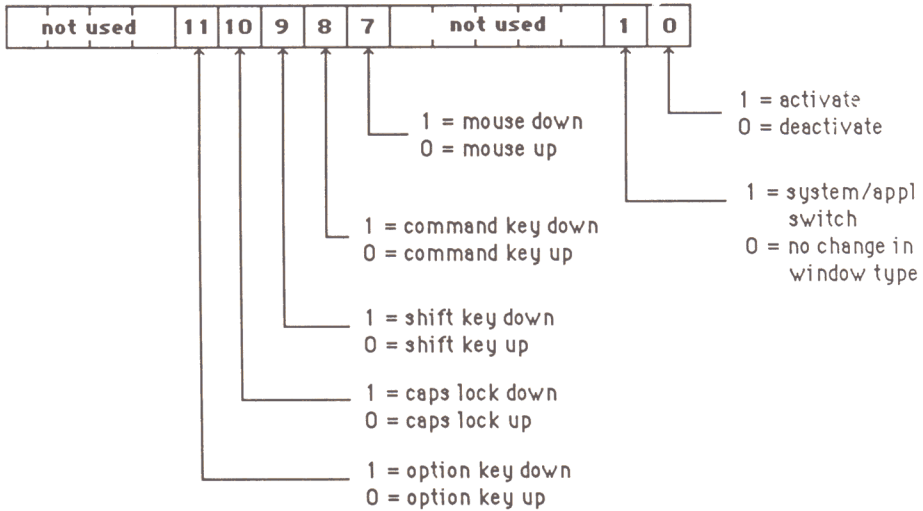 not used 11 10 9 8 7 not used 1 0
1 = activate
0 = deactivate
1 = mouse down
0 = mouse up
1 = system/appl
switch
0 = no change in
window type
1 = command key down
0 = command key up
1 = shift key down
0 = shift key up
1 = caps lock down
0 = caps lock up
1 = option key down
0 = option key up